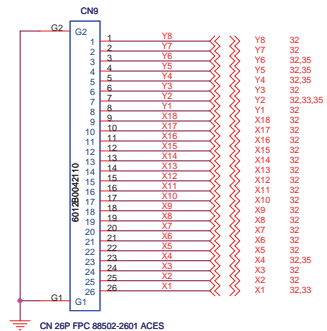 CN9
G2 G2
1 1 Y8 Y8 32
2 2 Y7 Y7 32
3 3 Y6 Y6 32,35
4 4 Y5 Y5 32,35
5 5 Y4 Y4 32,35
6 6 Y3 Y3 32
7 7 Y2 Y2 32,33,35
8 8 Y1 Y1 32
9 9 X18 X18 32
10 10 X17 X17 32
11 11 X16 X16 32
12 12 X15 X15 32
13 13 X14 X14 32
14 14 X13 X13 32
15 15 X12 X12 32
16 16 X11 X11 32
17 17 X10 X10 32
18 18 X9 X9 32
19 19 X8 X8 32
20 20 X7 X7 32
21 21 X6 X6 32
22 22 X5 X5 32
23 23 X4 X4 32,35
24 24 X3 X3 32
25 25 X2 X2 32
26 26 X1 X1 32,33
G1 G1
6012B0042110
CN 26P FPC 88502-2601 ACES